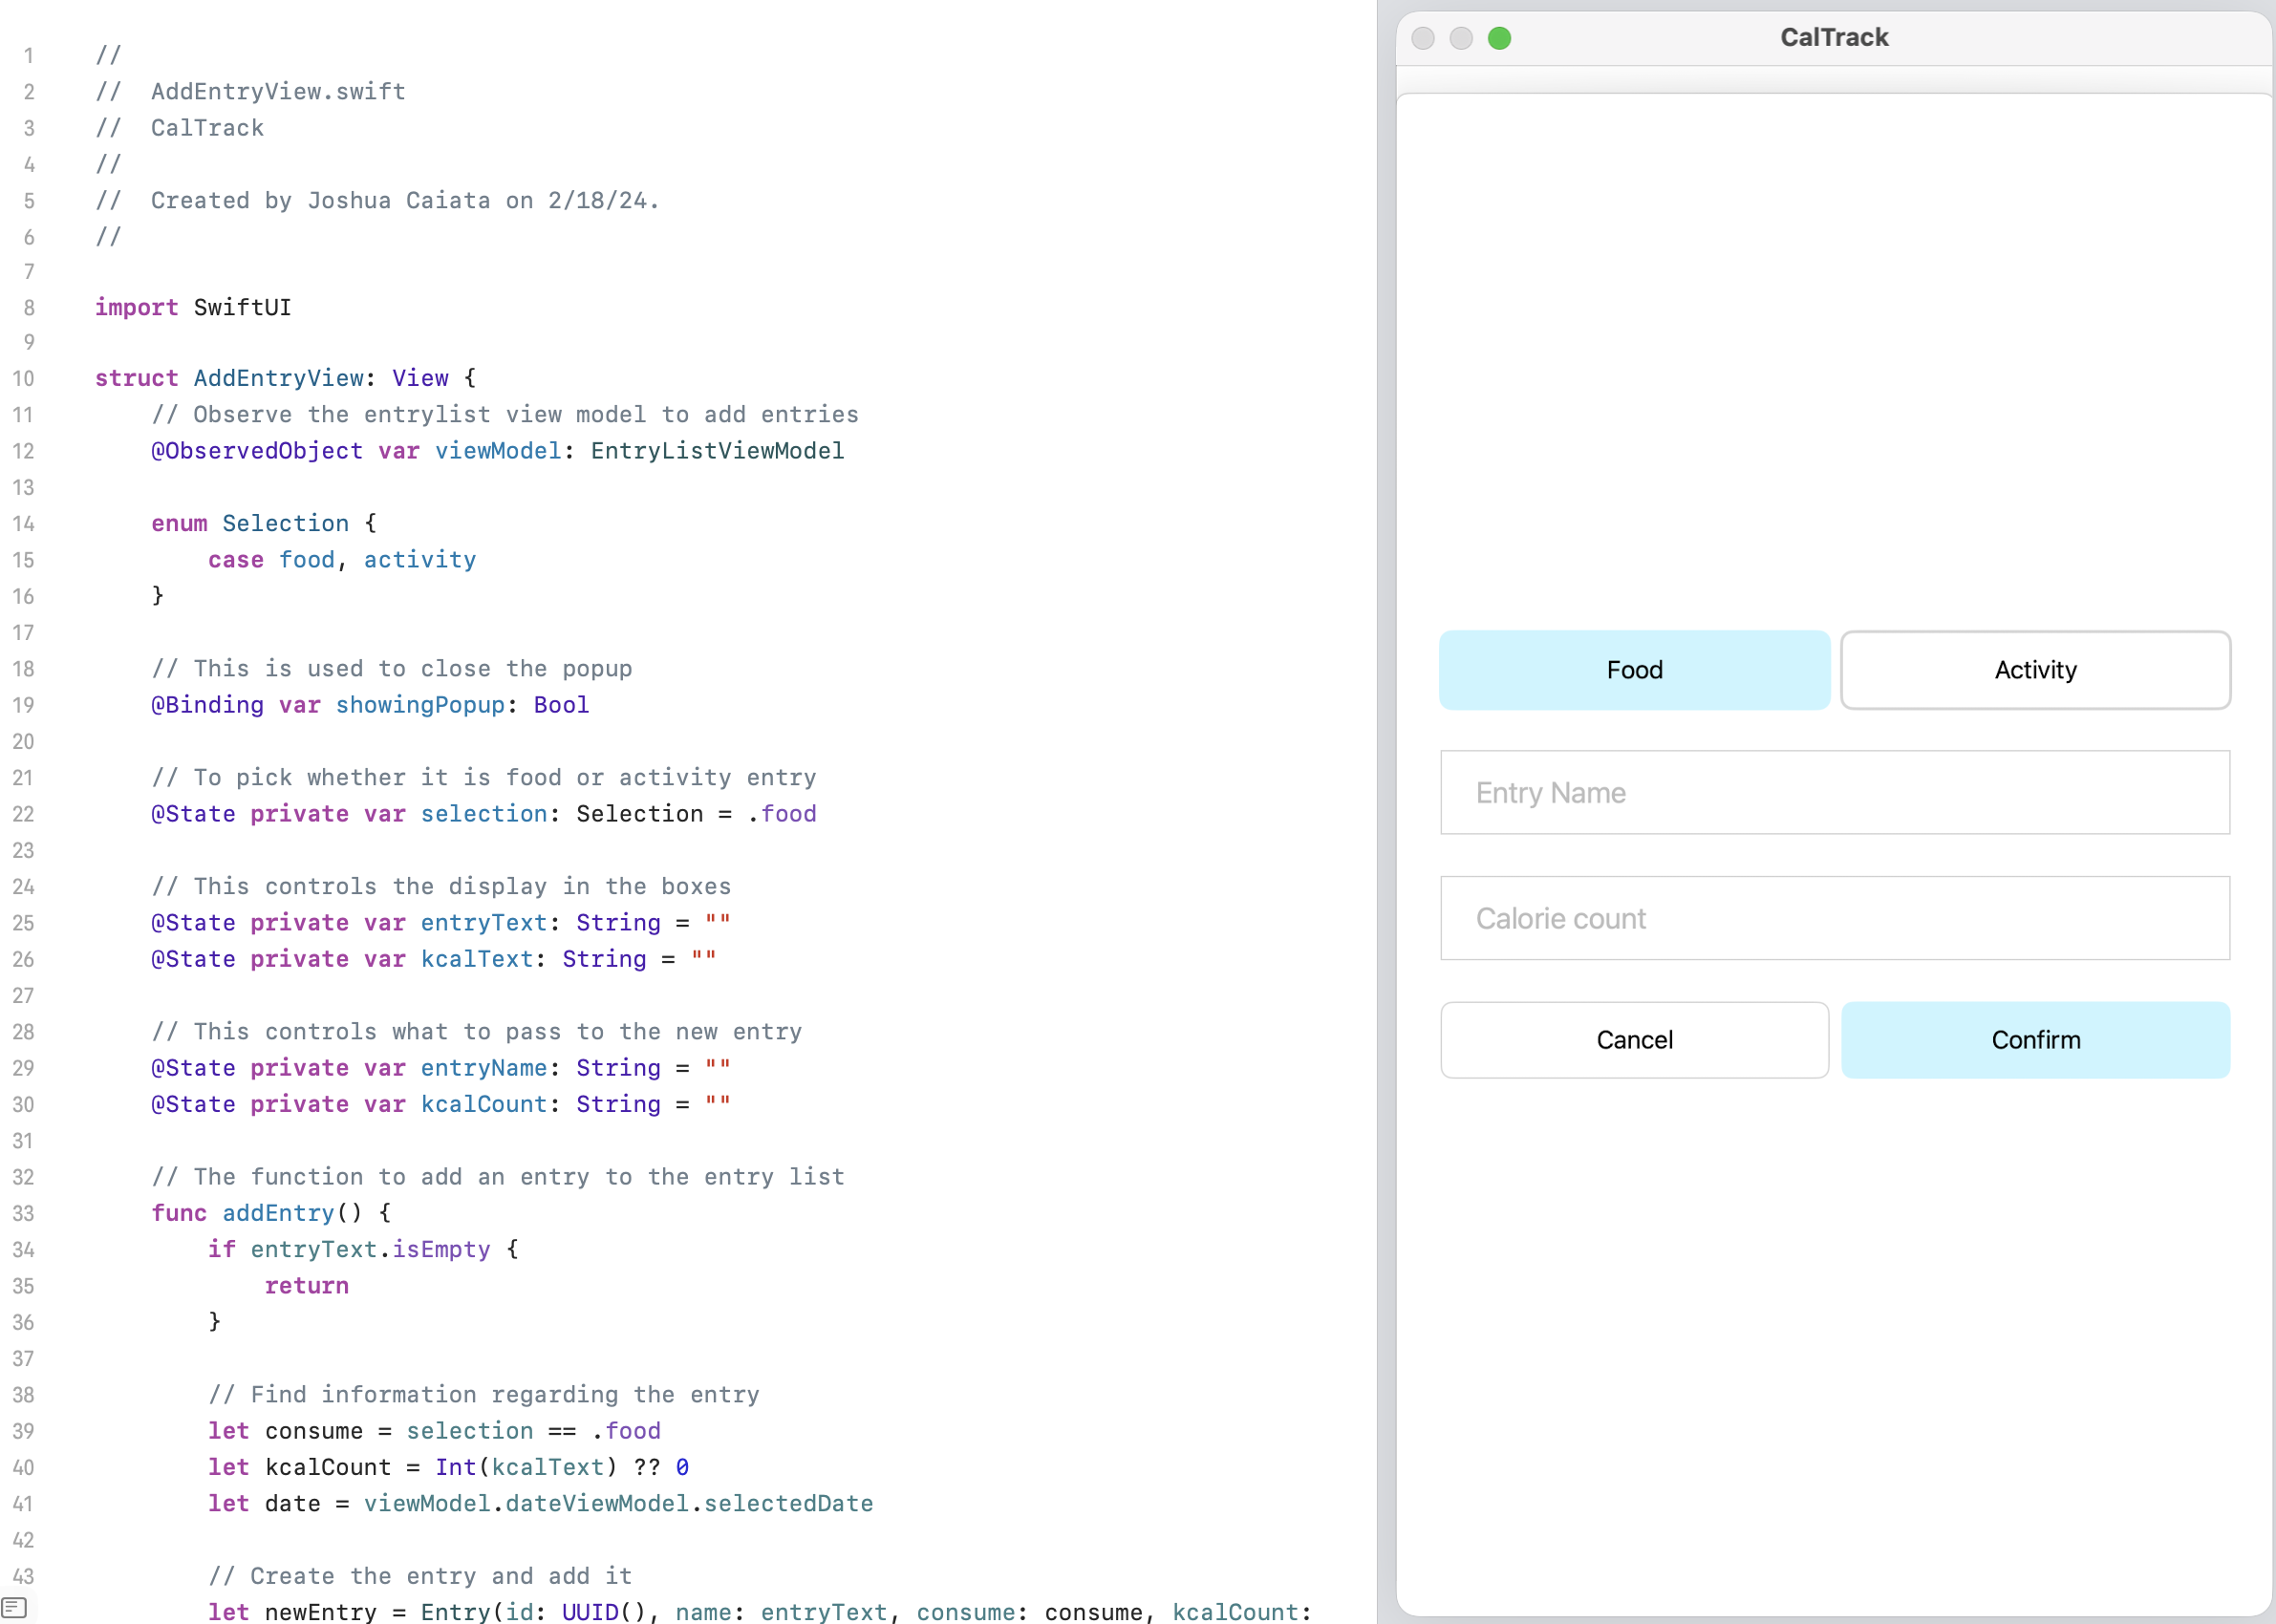 1 //
2 //  AddEntryView.swift
3 //  CalTrack
4 //
5 //  Created by Joshua Caiata on 2/18/24.
6 //
7
8 import SwiftUI
9
10 struct AddEntryView: View {
11     // Observe the entrylist view model to add entries
12     @ObservedObject var viewModel: EntryListViewModel
13
14     enum Selection {
15         case food, activity
16     }
17
18     // This is used to close the popup
19     @Binding var showingPopup: Bool
20
21     // To pick whether it is food or activity entry
22     @State private var selection: Selection = .food
23
24     // This controls the display in the boxes
25     @State private var entryText: String = ""
26     @State private var kcalText: String = ""
27
28     // This controls what to pass to the new entry
29     @State private var entryName: String = ""
30     @State private var kcalCount: String = ""
31
32     // The function to add an entry to the entry list
33     func addEntry() {
34         if entryText.isEmpty {
35             return
36         }
37
38         // Find information regarding the entry
39         let consume = selection == .food
40         let kcalCount = Int(kcalText) ?? 0
41         let date = viewModel.dateViewModel.selectedDate
42
43         // Create the entry and add it
        let newEntry = Entry(id: UUID(), name: entryText, consume: consume, kcalCount:
CalTrack
Food
Activity
Entry Name
Calorie count
Cancel
Confirm